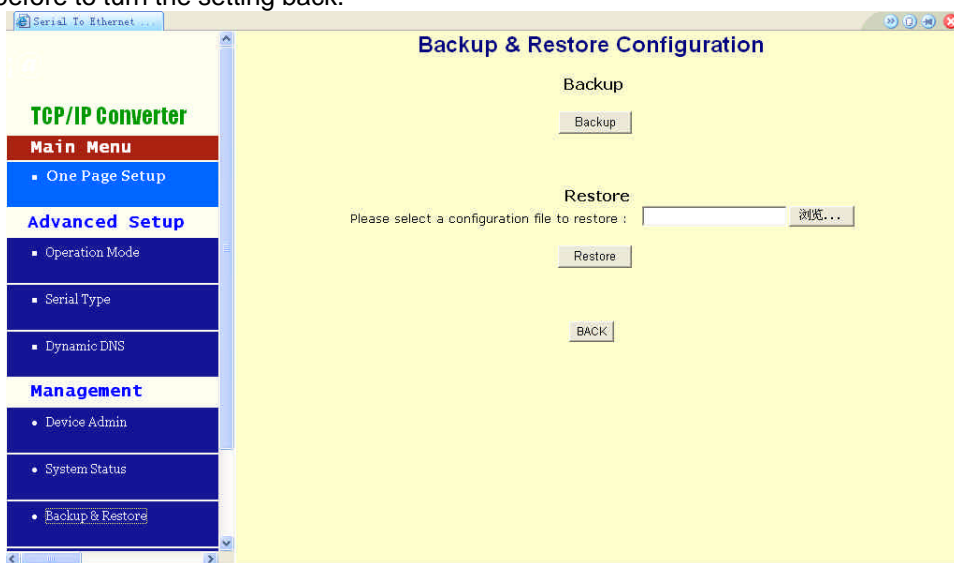 before to turn the setting back.
Serial To Ethernet ...
Backup & Restore Configuration
Backup
Backup
Restore
Please select a configuration file to restore :
浏览...
Restore
BACK
TCP/IP Converter
Main Menu
One Page Setup
Advanced Setup
Operation Mode
Serial Type
Dynamic DNS
Management
Device Admin
System Status
Backup & Restore